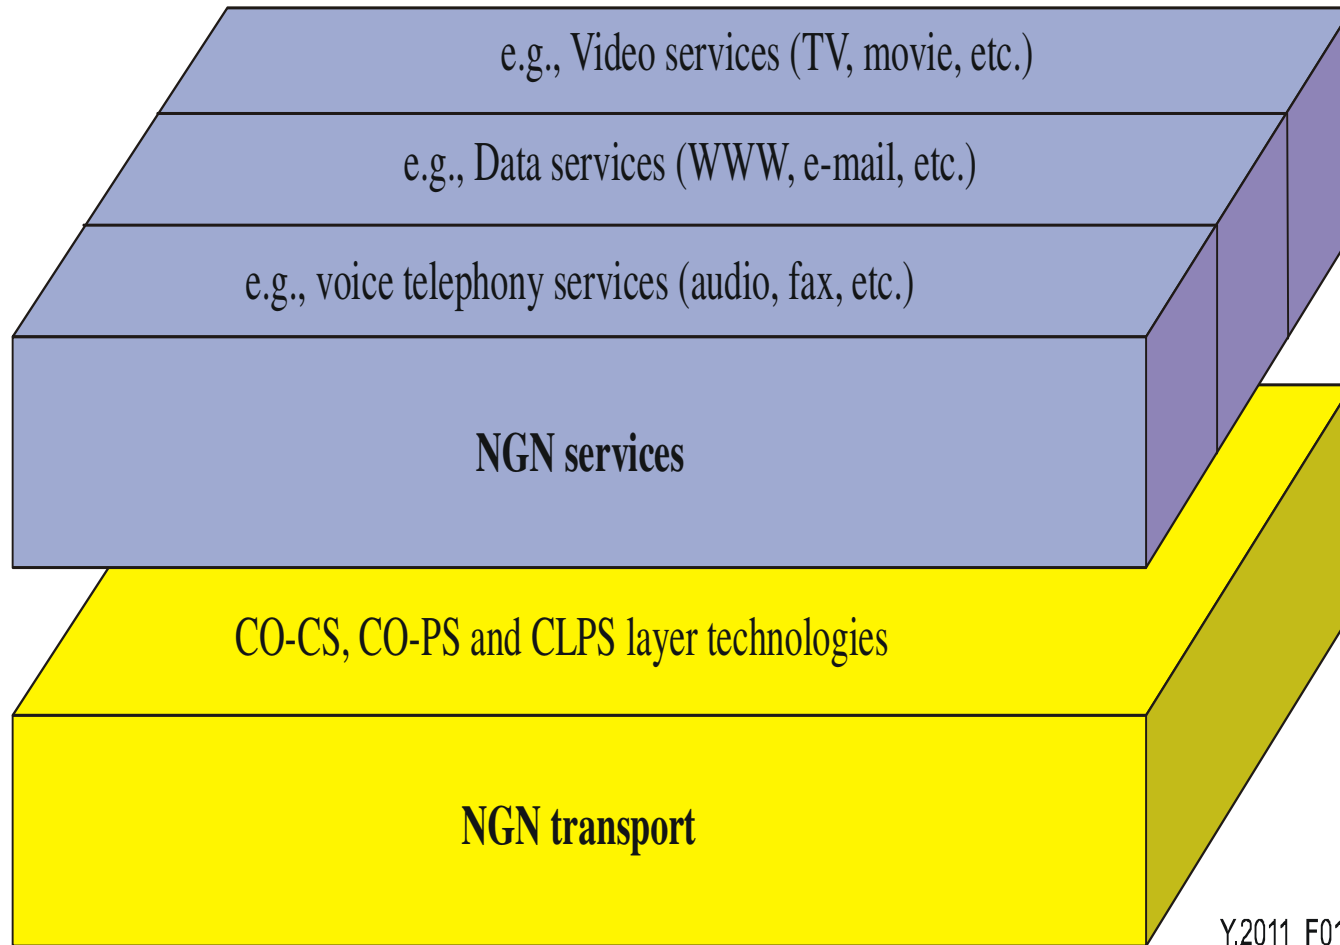 e.g., Video services (TV, movie, etc.)
e.g., Data services (WWW, e-mail, etc.)
e.g., voice telephony services (audio, fax, etc.)
NGN services
CO-CS, CO-PS and CLPS layer technologies
NGN transport
Y.2011_F01